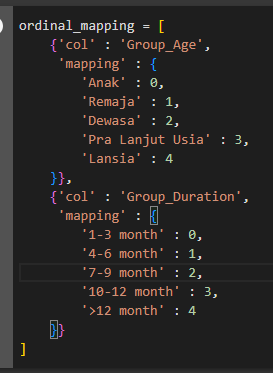 ordinal_mapping = [
{'col' : 'Group_Age',
'mapping' : {
'Anak' : 0,
'Remaja' : 1,
'Dewasa' : 2,
'Pra Lanjut Usia' : 3,
'Lansia' : 4
}},
{'col' : 'Group_Duration',
'mapping' : {
'1-3 month' : 0,
'4-6 month' : 1,
'7-9 month' : 2,
'10-12 month' : 3,
'>12 month' : 4
}}
]